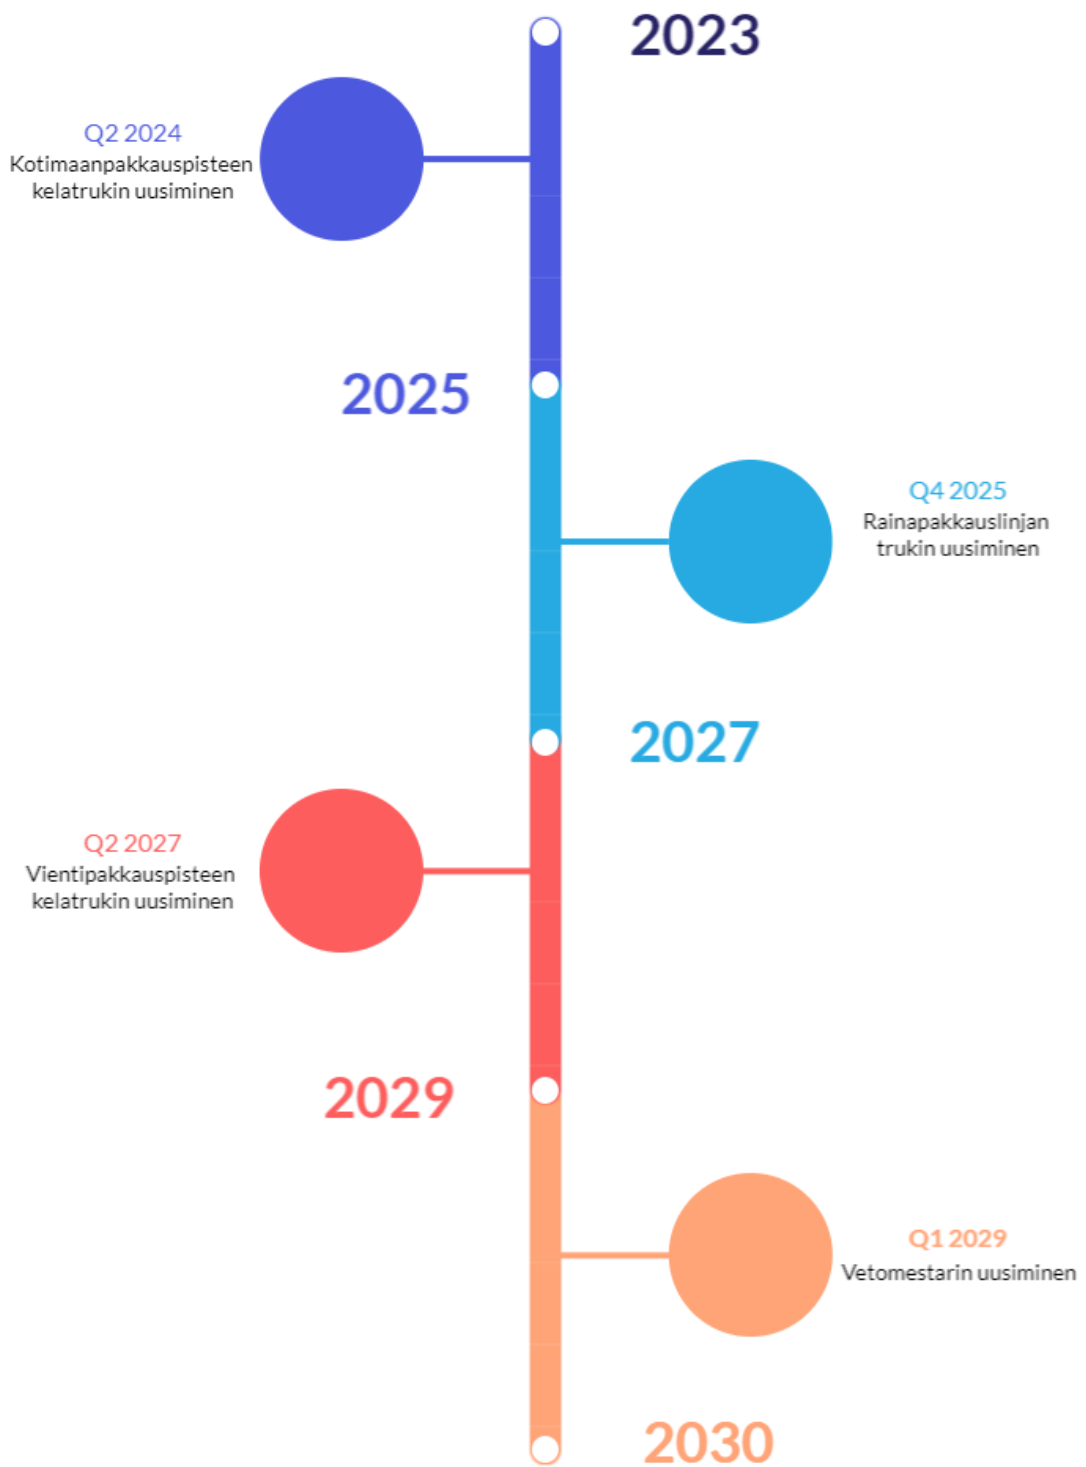 2023
Q2 2024
Kotimaanpakkauspisteen
kelatrukin uusiminen
2025
Q4 2025
Rainapakkauslinjan
trukin uusiminen
2027
Q2 2027
Vientipakkauspisteen
kelatrukin uusiminen
2029
Q1 2029
Vetomestarin uusiminen
2030